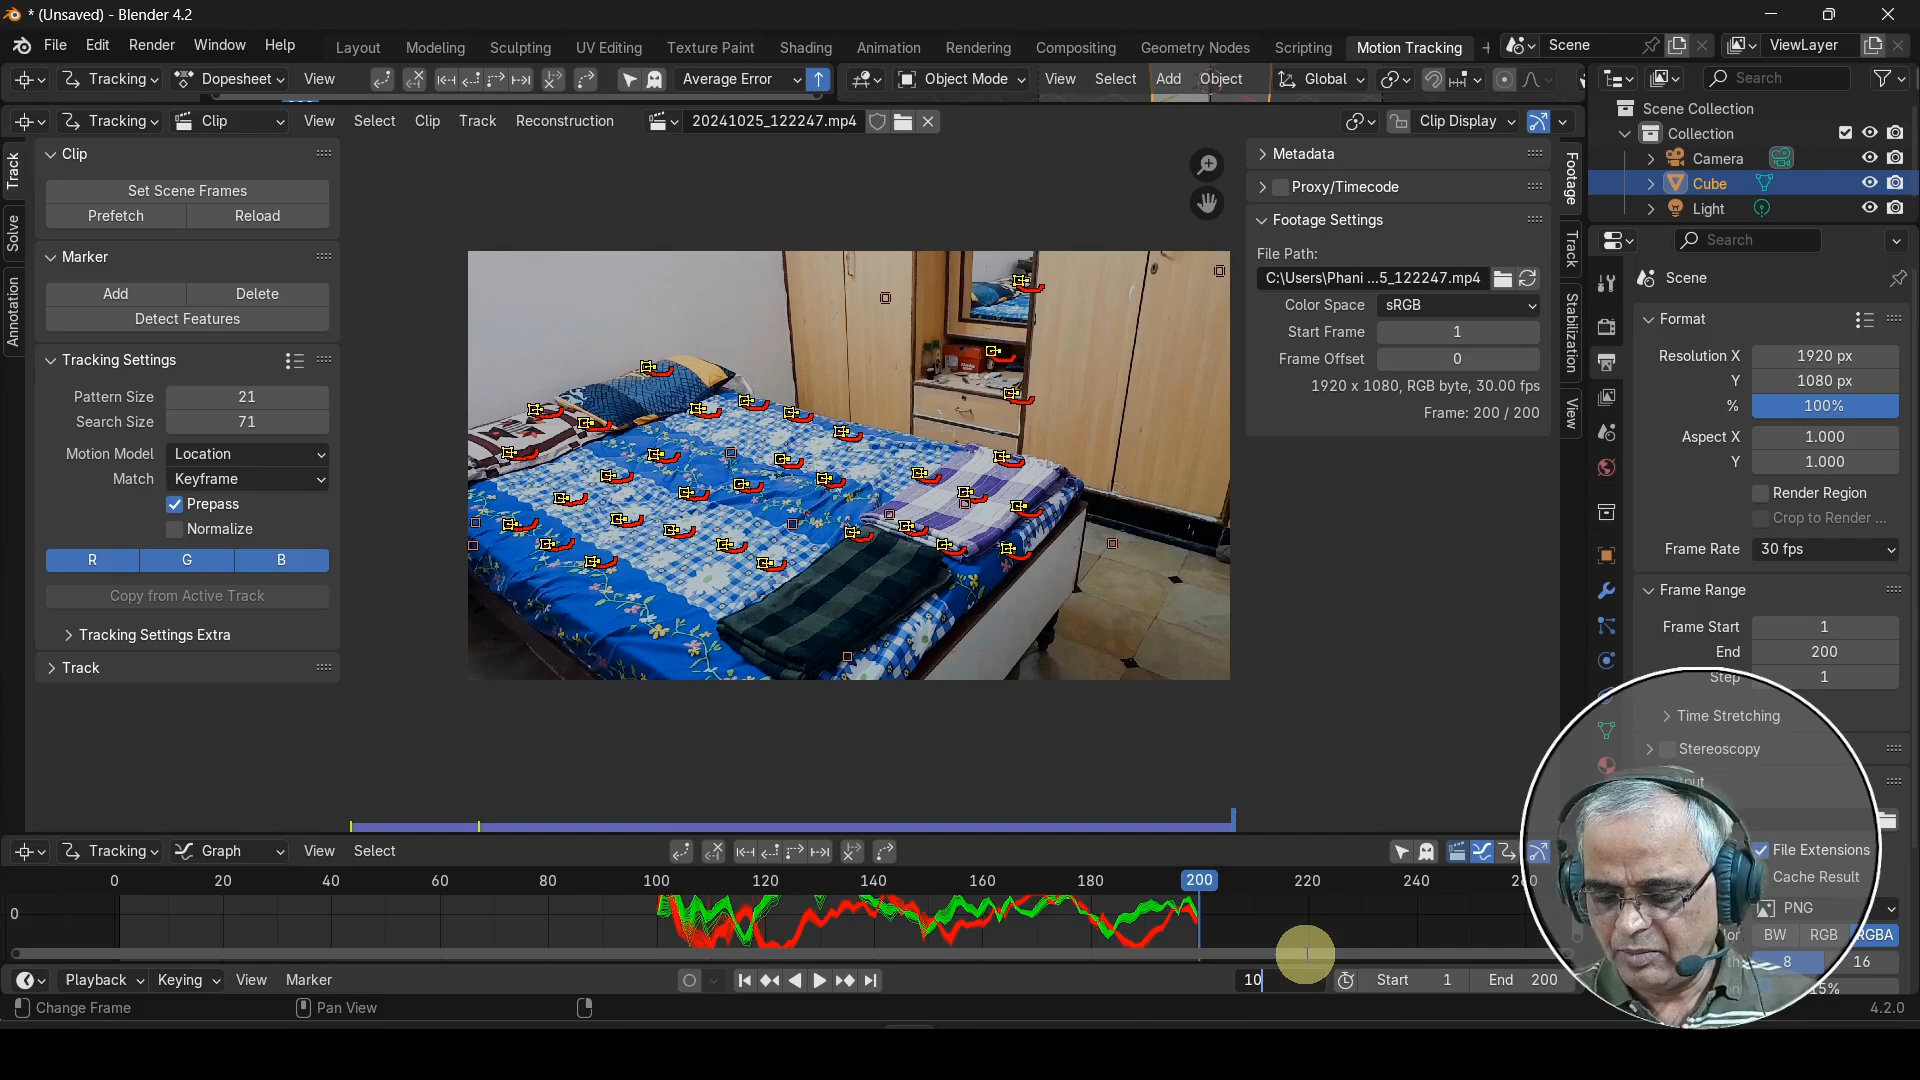 * (Unsaved) - Blender 4.2
File Edit Render Window Help Layout Modeling Sculpting UV Editing Texture Paint Shading Animation Rendering Compositing Geometry Nodes Scripting Motion Tracking + Scene ViewLayer
Tracking Dopesheet View Average Error Object Mode View Select Add Object Global Search
Tracking Clip View Select Clip Track Reconstruction 20241025_122247.mp4 Clip Display
Scene Collection
Collection
Camera
Cube
Light
Search
Track
Solve
Annotation
Clip
Set Scene Frames
Prefetch Reload
Marker
Add Delete
Detect Features
Tracking Settings
Pattern Size 21
Search Size 71
Motion Model Location
Match Keyframe
Prepass
Normalize
R G B
Copy from Active Track
Tracking Settings Extra
Track
Metadata
Proxy/Timecode
Footage Settings
File Path:
C:\Users\Phani ...5_122247.mp4
Color Space sRGB
Start Frame 1
Frame Offset 0
1920 x 1080, RGB byte, 30.00 fps
Frame: 200 / 200
Footage
Track
Stabilization
View
Scene
Format
Resolution X 1920 px
Y 1080 px
% 100%
Aspect X 1.000
Y 1.000
Render Region
Crop to Render ...
Frame Rate 30 fps
Frame Range
Frame Start 1
End 200
Step 1
Time Stretching
Stereoscopy
File Extensions
Cache Result
PNG
BW RGB RGBA
8 16
15%
Tracking Graph View Select
0 20 40 60 80 100 120 140 160 180 200 220 240
0
Playback Keying View Marker 10 Start 1 End 200
Change Frame Pan View 4.2.0